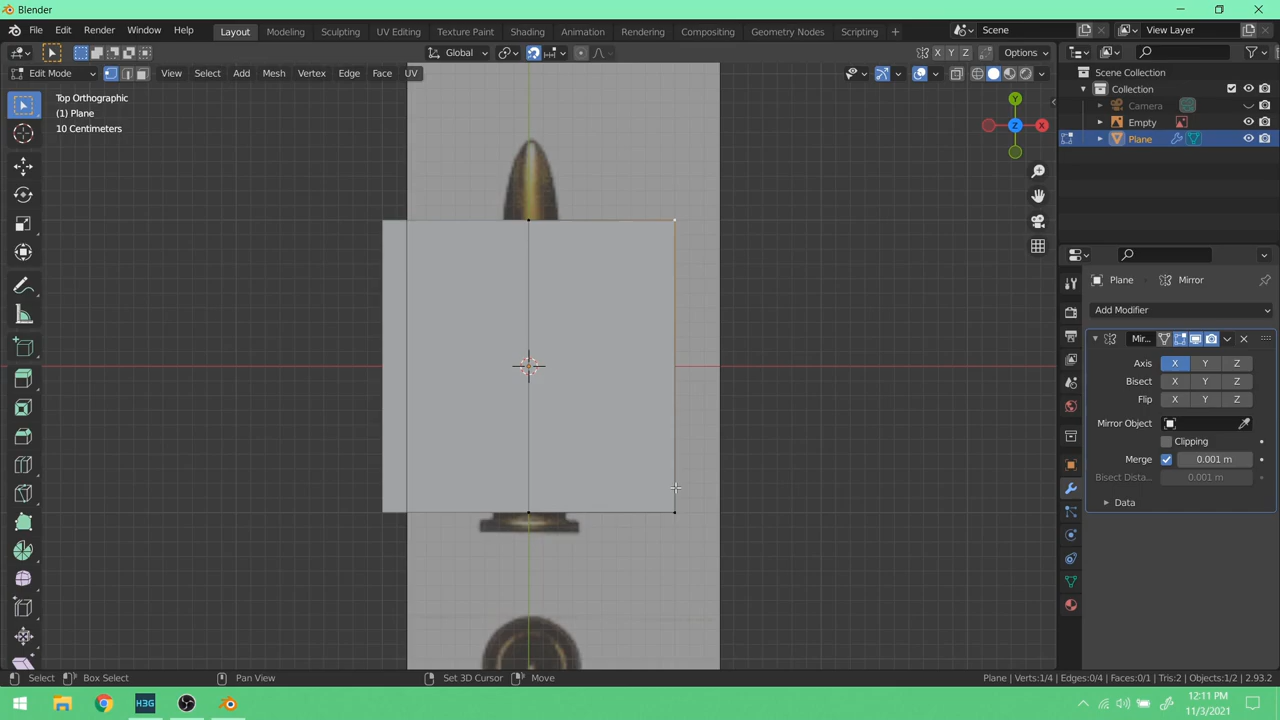 Blender
File Edit Render Window Help
Layout Modeling Sculpting UV Editing Texture Paint Shading Animation Rendering Compositing Geometry Nodes Scripting +
Scene
View Layer
Global
X Y Z
Options
Edit Mode
View Select Add Mesh Vertex Edge Face UV
Top Orthographic
(1) Plane
10 Centimeters
Y
Z
X
Scene Collection
Collection
Camera
Empty
Plane
Plane Mirror
Add Modifier
Mir...
Axis X Y Z
Bisect X Y Z
Flip X Y Z
Mirror Object
Clipping
Merge 0.001 m
Bisect Dista... 0.001 m
Data
Select Box Select Pan View Set 3D Cursor Move
Plane | Verts:1/4 | Edges:0/4 | Faces:0/1 | Tris:2 | Objects:1/2 | 2.93.2
H3G
12:11 PM
11/3/2021